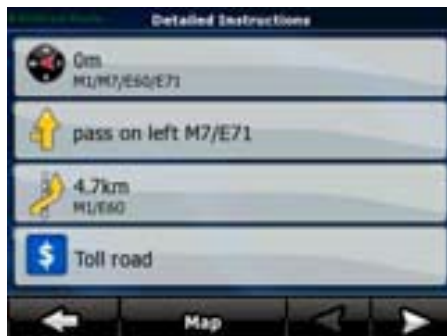 Detailed Instructions
0m
M1/M7/E60/E71
pass on left M7/E71
4.7km
M1/E60
$ Toll road
Map